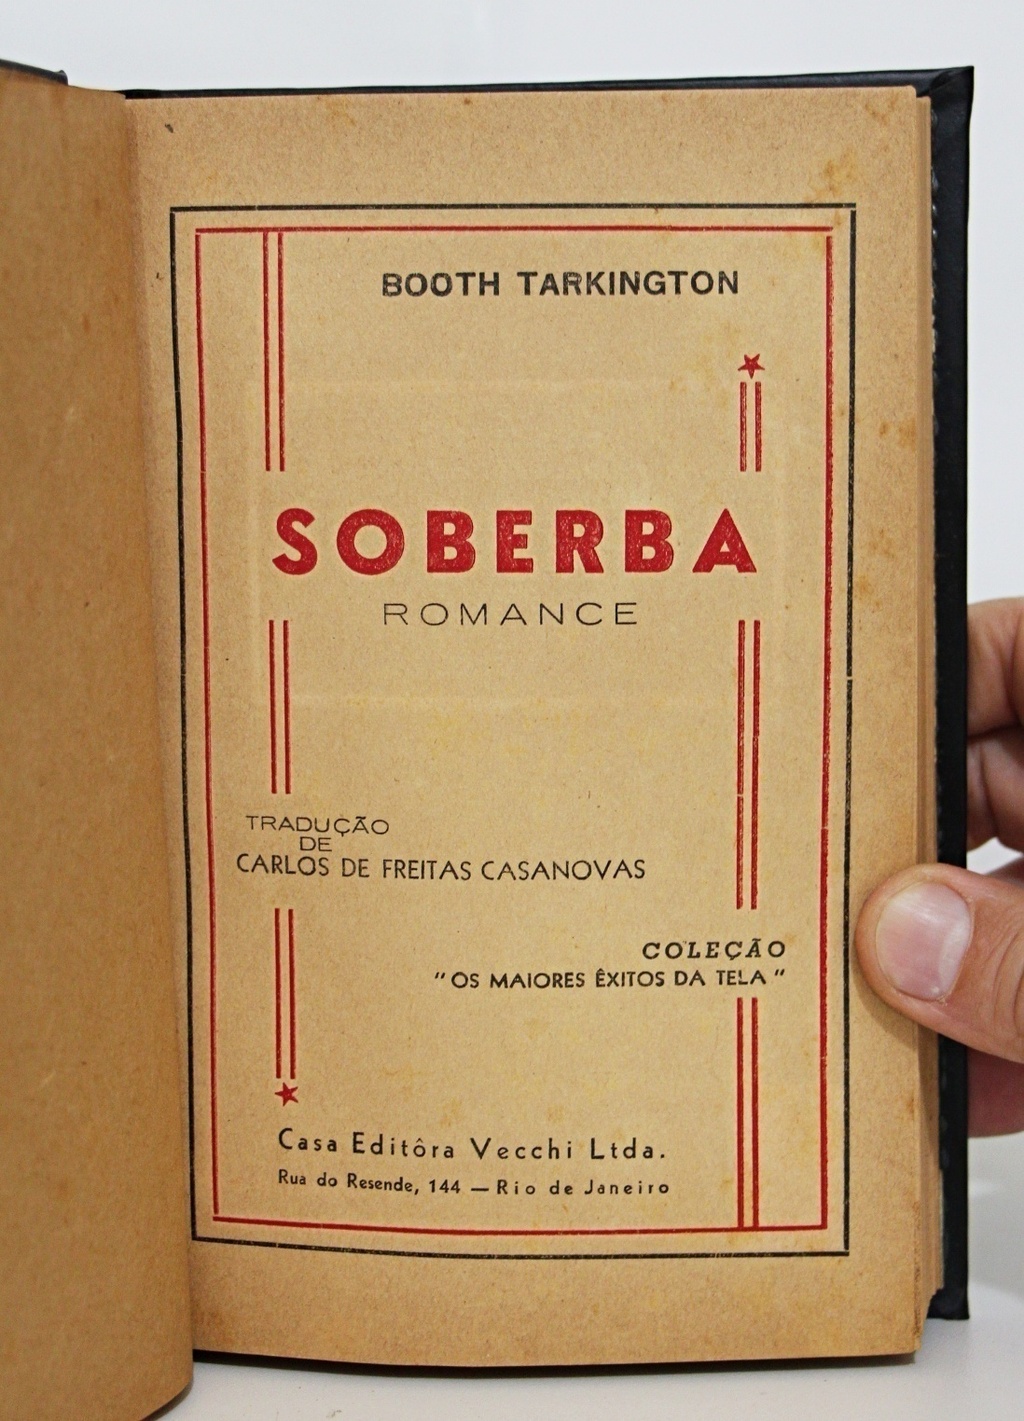 BOOTH TARKINGTON
SOBERBA
ROMANCE
TRADUÇÃO
DE
CARLOS DE FREITAS CASANOVAS
COLEÇÃO
"OS MAIORES ÊXITOS DA TELA"
Casa Editôra Vecchi Ltda.
Rua do Resende, 144 — Rio de Janeiro